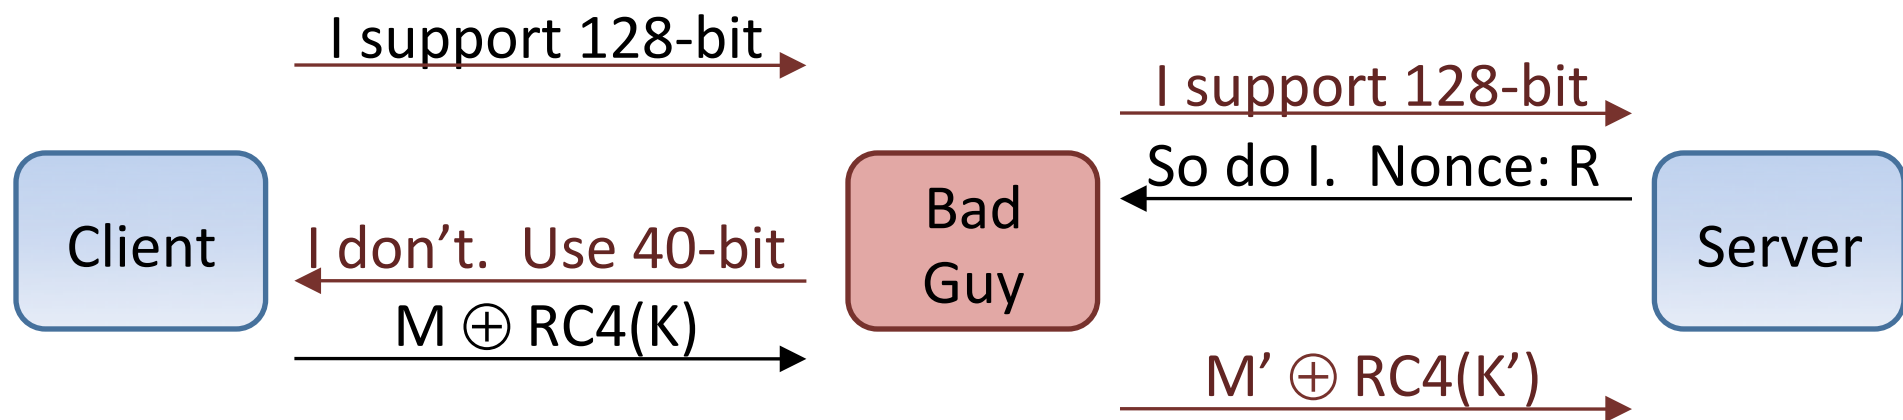 I support 128-bit
I support 128-bit
So do I.  Nonce: R
Client
Bad
Guy
Server
I don’t.  Use 40-bit
M ⊕ RC4(K)
M’ ⊕ RC4(K’)